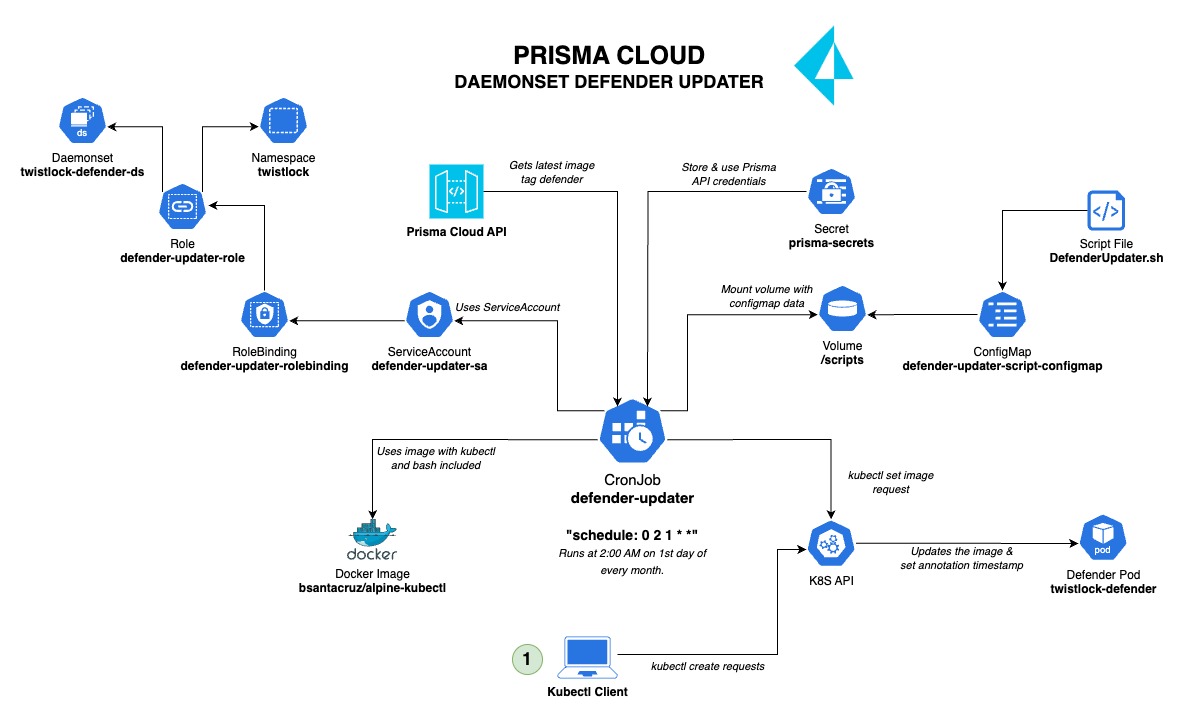 PRISMA CLOUD
DAEMONSET DEFENDER UPDATER
ds
Daemonset
twistlock-defender-ds
Namespace
twistlock
Role
defender-updater-role
Gets latest image
tag defender
Prisma Cloud API
Store & use Prisma
API credentials
Secret
prisma-secrets
Script File
DefenderUpdater.sh
RoleBinding
defender-updater-rolebinding
Uses ServiceAccount
ServiceAccount
defender-updater-sa
Mount volume with
configmap data
Volume
/scripts
ConfigMap
defender-updater-script-configmap
Uses image with kubectl
and bash included
CronJob
defender-updater
"schedule: 0 2 1 * *"
Runs at 2:00 AM on 1st day of
every month.
kubectl set image
request
docker
Docker Image
bsantacruz/alpine-kubectl
K8S API
Updates the image &
set annotation timestamp
pod
Defender Pod
twistlock-defender
1
Kubectl Client
kubectl create requests